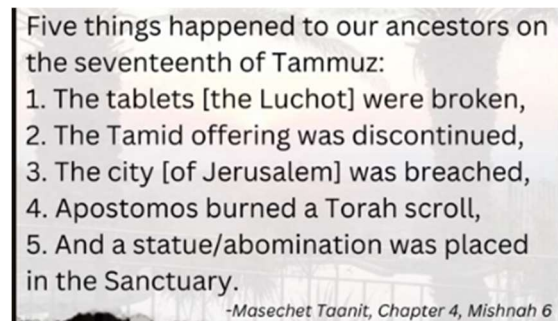 Five things happened to our ancestors on
the seventeenth of Tammuz:
1. The tablets [the Luchot] were broken,
2. The Tamid offering was discontinued,
3. The city [of Jerusalem] was breached,
4. Apostomos burned a Torah scroll,
5. And a statue/abomination was placed
in the Sanctuary.
-Masechet Taanit, Chapter 4, Mishnah 6